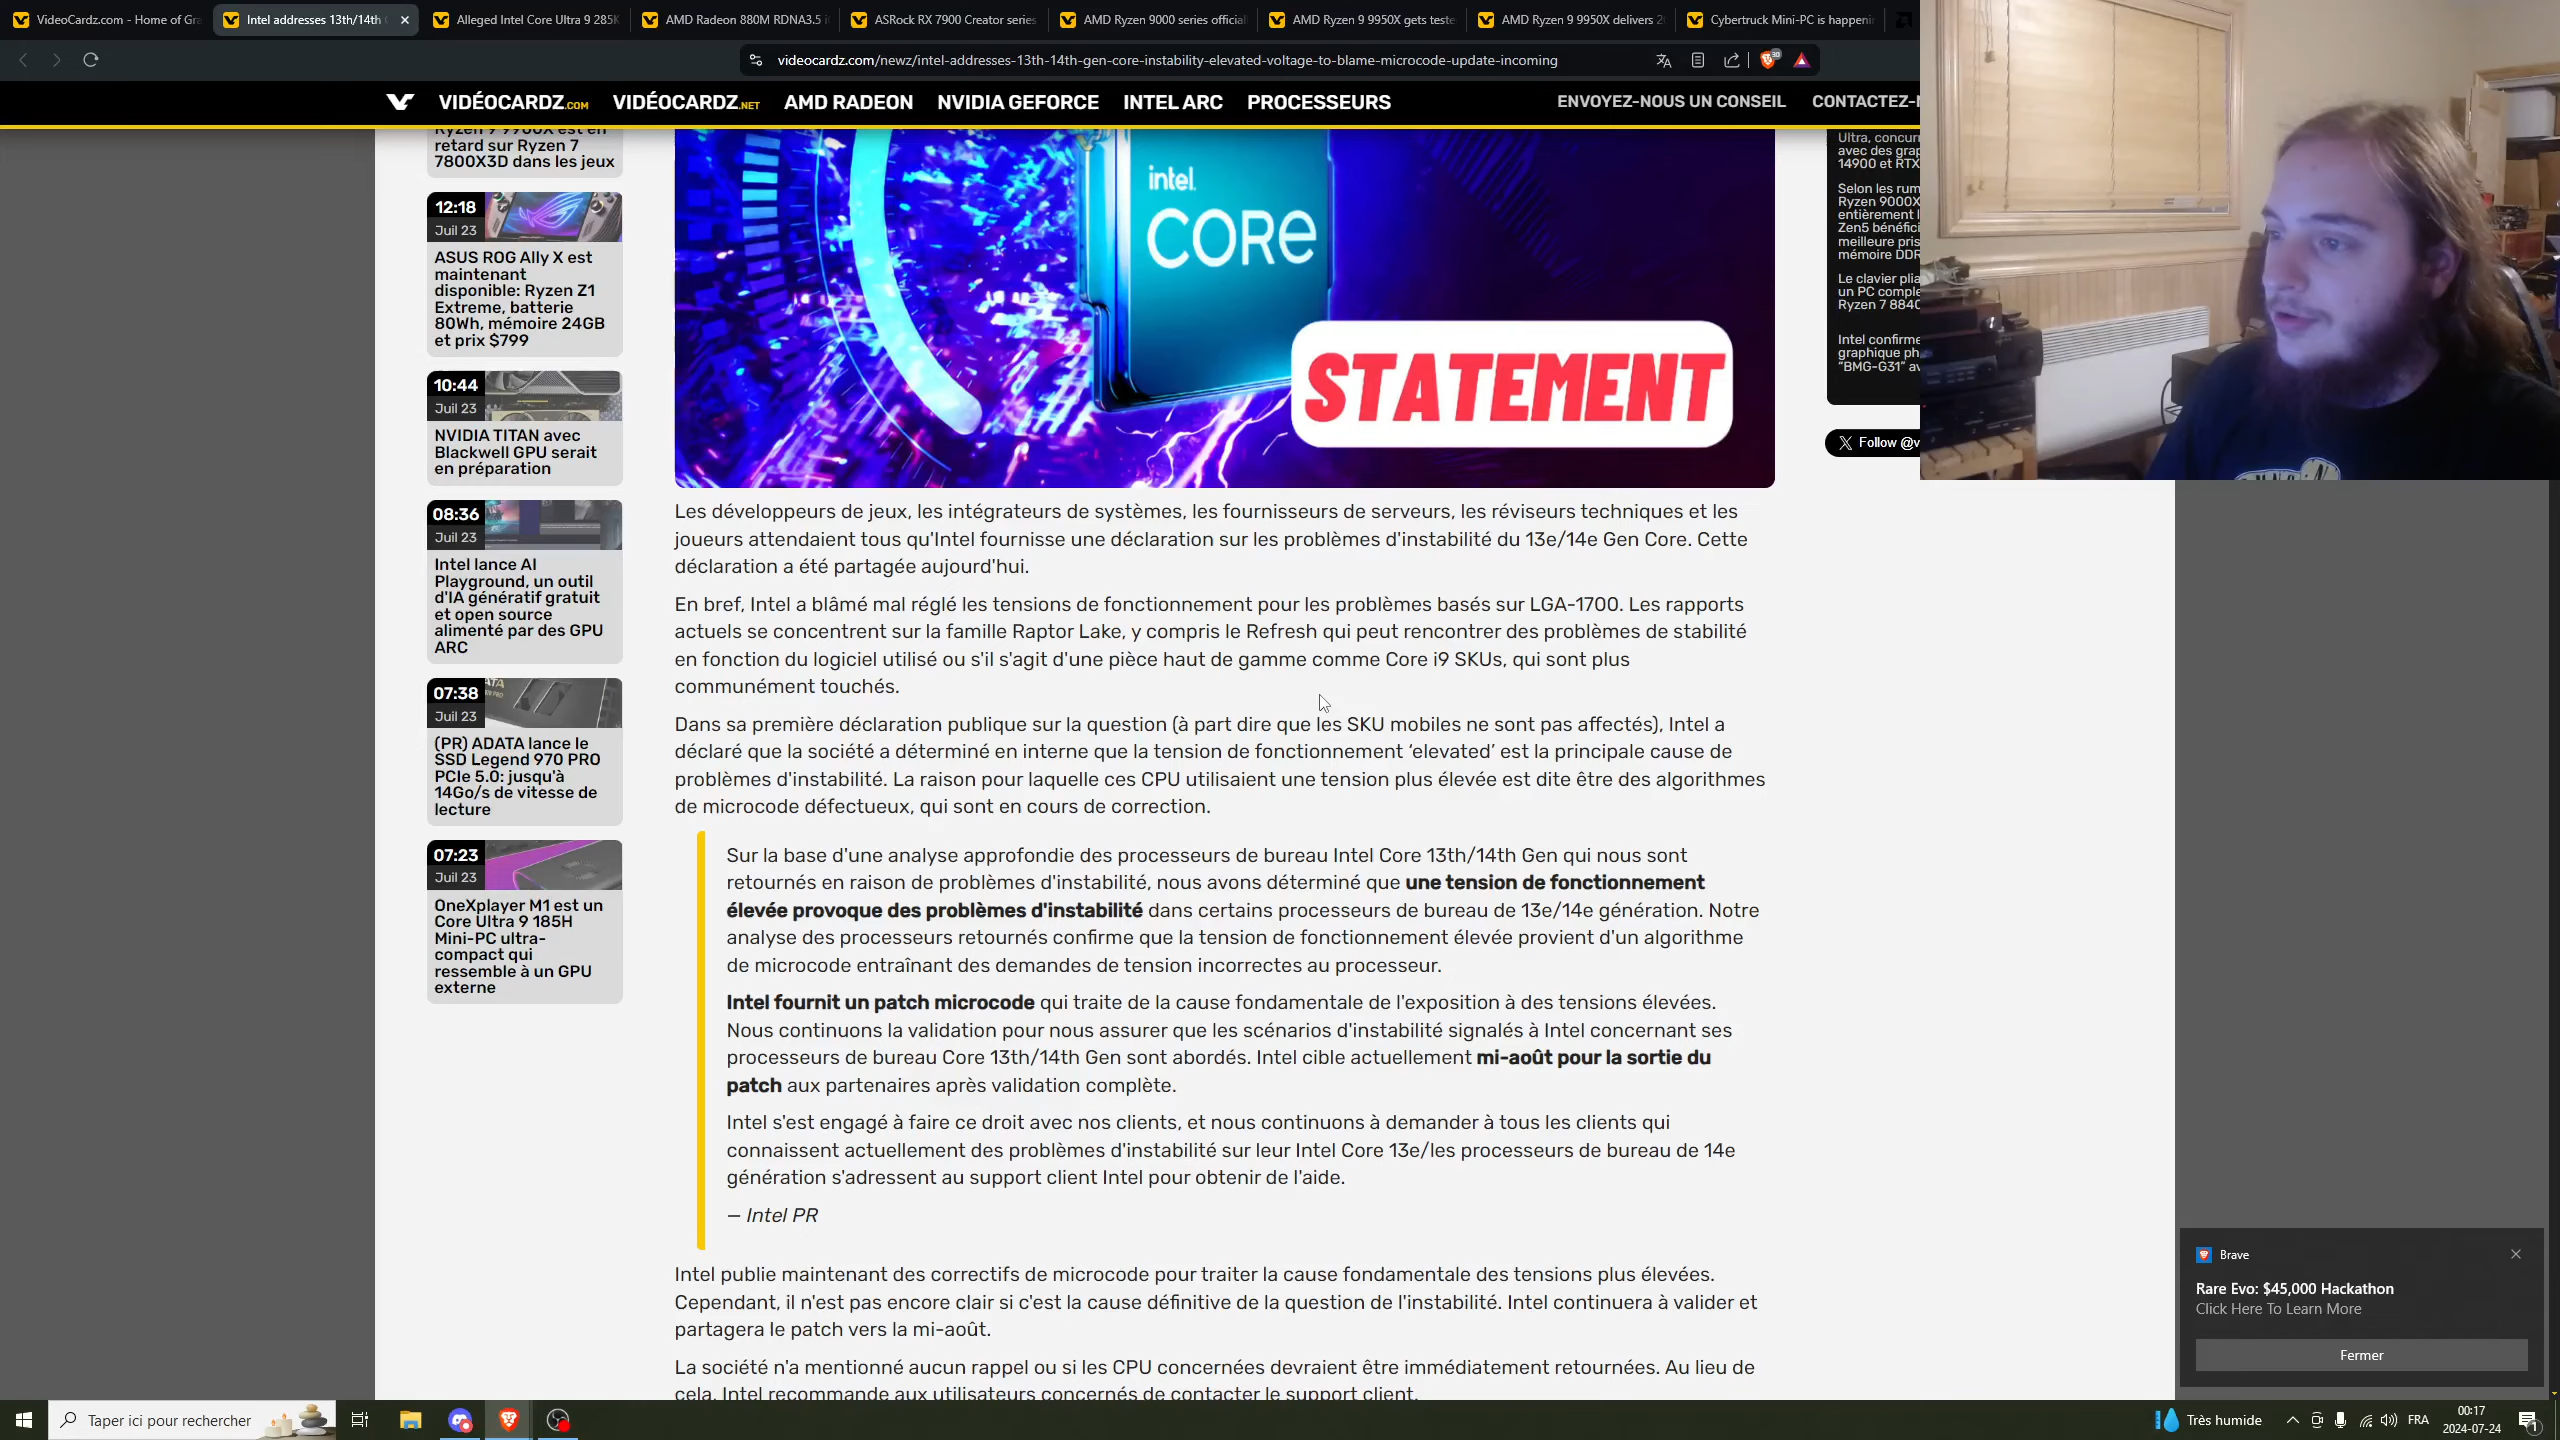 VideoCardz.com - Home of Gra
Intel addresses 13th/14th
Alleged Intel Core Ultra 9 285K
AMD Radeon 880M RDNA3.5 i
ASRock RX 7900 Creator series
AMD Ryzen 9000 series official
AMD Ryzen 9 9950X gets teste
AMD Ryzen 9 9950X delivers 2
Cybertruck Mini-PC is happenin
videocardz.com/newz/intel-addresses-13th-14th-gen-core-instability-elevated-voltage-to-blame-microcode-update-incoming
VIDÉOCARDZ.COM
VIDÉOCARDZ.NET
AMD RADEON
NVIDIA GEFORCE
INTEL ARC
PROCESSEURS
ENVOYEZ-NOUS UN CONSEIL
CONTACTEZ-N
Ryzen 9 9900X est en
retard sur Ryzen 7
7800X3D dans les jeux
12:18
Juil 23
ASUS ROG Ally X est
maintenant
disponible: Ryzen Z1
Extreme, batterie
80Wh, mémoire 24GB
et prix $799
10:44
Juil 23
NVIDIA TITAN avec
Blackwell GPU serait
en préparation
08:36
Juil 23
Intel lance AI
Playground, un outil
d'IA génératif gratuit
et open source
alimenté par des GPU
ARC
07:38
Juil 23
(PR) ADATA lance le
SSD Legend 970 PRO
PCIe 5.0: jusqu'à
14Go/s de vitesse de
lecture
07:23
Juil 23
OneXplayer M1 est un
Core Ultra 9 185H
Mini-PC ultra-
compact qui
ressemble à un GPU
externe
intel
CORE
STATEMENT
Les développeurs de jeux, les intégrateurs de systèmes, les fournisseurs de serveurs, les réviseurs techniques et les
joueurs attendaient tous qu'Intel fournisse une déclaration sur les problèmes d'instabilité du 13e/14e Gen Core. Cette
déclaration a été partagée aujourd'hui.
En bref, Intel a blâmé mal réglé les tensions de fonctionnement pour les problèmes basés sur LGA-1700. Les rapports
actuels se concentrent sur la famille Raptor Lake, y compris le Refresh qui peut rencontrer des problèmes de stabilité
en fonction du logiciel utilisé ou s'il s'agit d'une pièce haut de gamme comme Core i9 SKUs, qui sont plus
communément touchés.
Dans sa première déclaration publique sur la question (à part dire que les SKU mobiles ne sont pas affectés), Intel a
déclaré que la société a déterminé en interne que la tension de fonctionnement ‘elevated’ est la principale cause de
problèmes d'instabilité. La raison pour laquelle ces CPU utilisaient une tension plus élevée est dite être des algorithmes
de microcode défectueux, qui sont en cours de correction.
Sur la base d'une analyse approfondie des processeurs de bureau Intel Core 13th/14th Gen qui nous sont
retournés en raison de problèmes d'instabilité, nous avons déterminé que une tension de fonctionnement
élevée provoque des problèmes d'instabilité dans certains processeurs de bureau de 13e/14e génération. Notre
analyse des processeurs retournés confirme que la tension de fonctionnement élevée provient d'un algorithme
de microcode entraînant des demandes de tension incorrectes au processeur.
Intel fournit un patch microcode qui traite de la cause fondamentale de l'exposition à des tensions élevées.
Nous continuons la validation pour nous assurer que les scénarios d'instabilité signalés à Intel concernant ses
processeurs de bureau Core 13th/14th Gen sont abordés. Intel cible actuellement mi-août pour la sortie du
patch aux partenaires après validation complète.
Intel s'est engagé à faire ce droit avec nos clients, et nous continuons à demander à tous les clients qui
connaissent actuellement des problèmes d'instabilité sur leur Intel Core 13e/les processeurs de bureau de 14e
génération s'adressent au support client Intel pour obtenir de l'aide.
— Intel PR
Intel publie maintenant des correctifs de microcode pour traiter la cause fondamentale des tensions plus élevées.
Cependant, il n'est pas encore clair si c'est la cause définitive de la question de l'instabilité. Intel continuera à valider et
partagera le patch vers la mi-août.
La société n'a mentionné aucun rappel ou si les CPU concernées devraient être immédiatement retournées. Au lieu de
cela, Intel recommande aux utilisateurs concernés de contacter le support client.
Ultra, concurr
avec des grap
14900 et RTX
Selon les rum
Ryzen 9000X
entièrement l
Zen5 bénéfici
meilleure pris
mémoire DDR
Le clavier plia
un PC comple
Ryzen 7 8840
Intel confirme
graphique ph
“BMG-G31” av
Follow @v
Brave
Rare Evo: $45,000 Hackathon
Click Here To Learn More
Fermer
Taper ici pour rechercher
Très humide
FRA
00:17
2024-07-24
1